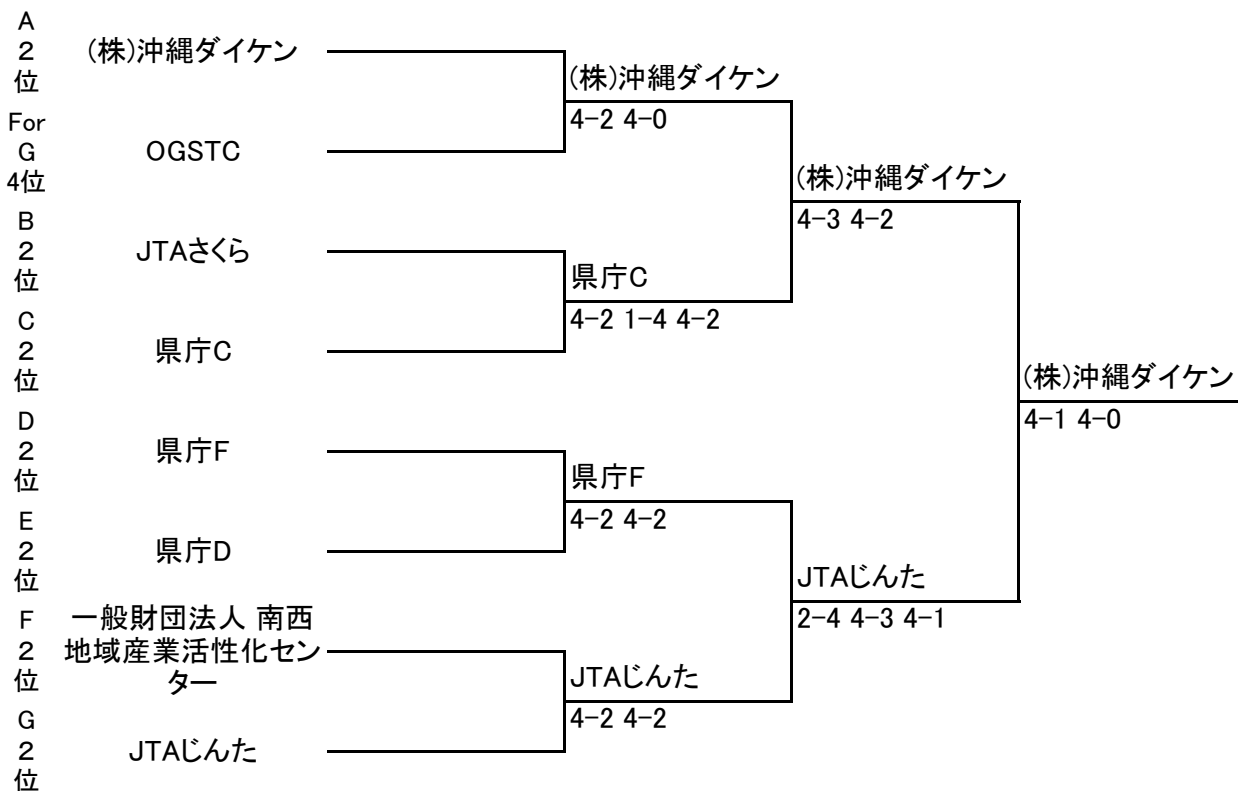 A
2
位
(株)沖縄ダイケン
(株)沖縄ダイケン
4-2 4-0
For
G
4位
OGSTC
(株)沖縄ダイケン
4-3 4-2
B
2
位
JTAさくら
県庁C
4-2 1-4 4-2
C
2
位
県庁C
(株)沖縄ダイケン
4-1 4-0
D
2
位
県庁F
県庁F
4-2 4-2
E
2
位
県庁D
JTAじんた
2-4 4-3 4-1
F
2
位
一般財団法人 南西
地域産業活性化セン
ター
JTAじんた
4-2 4-2
G
2
位
JTAじんた